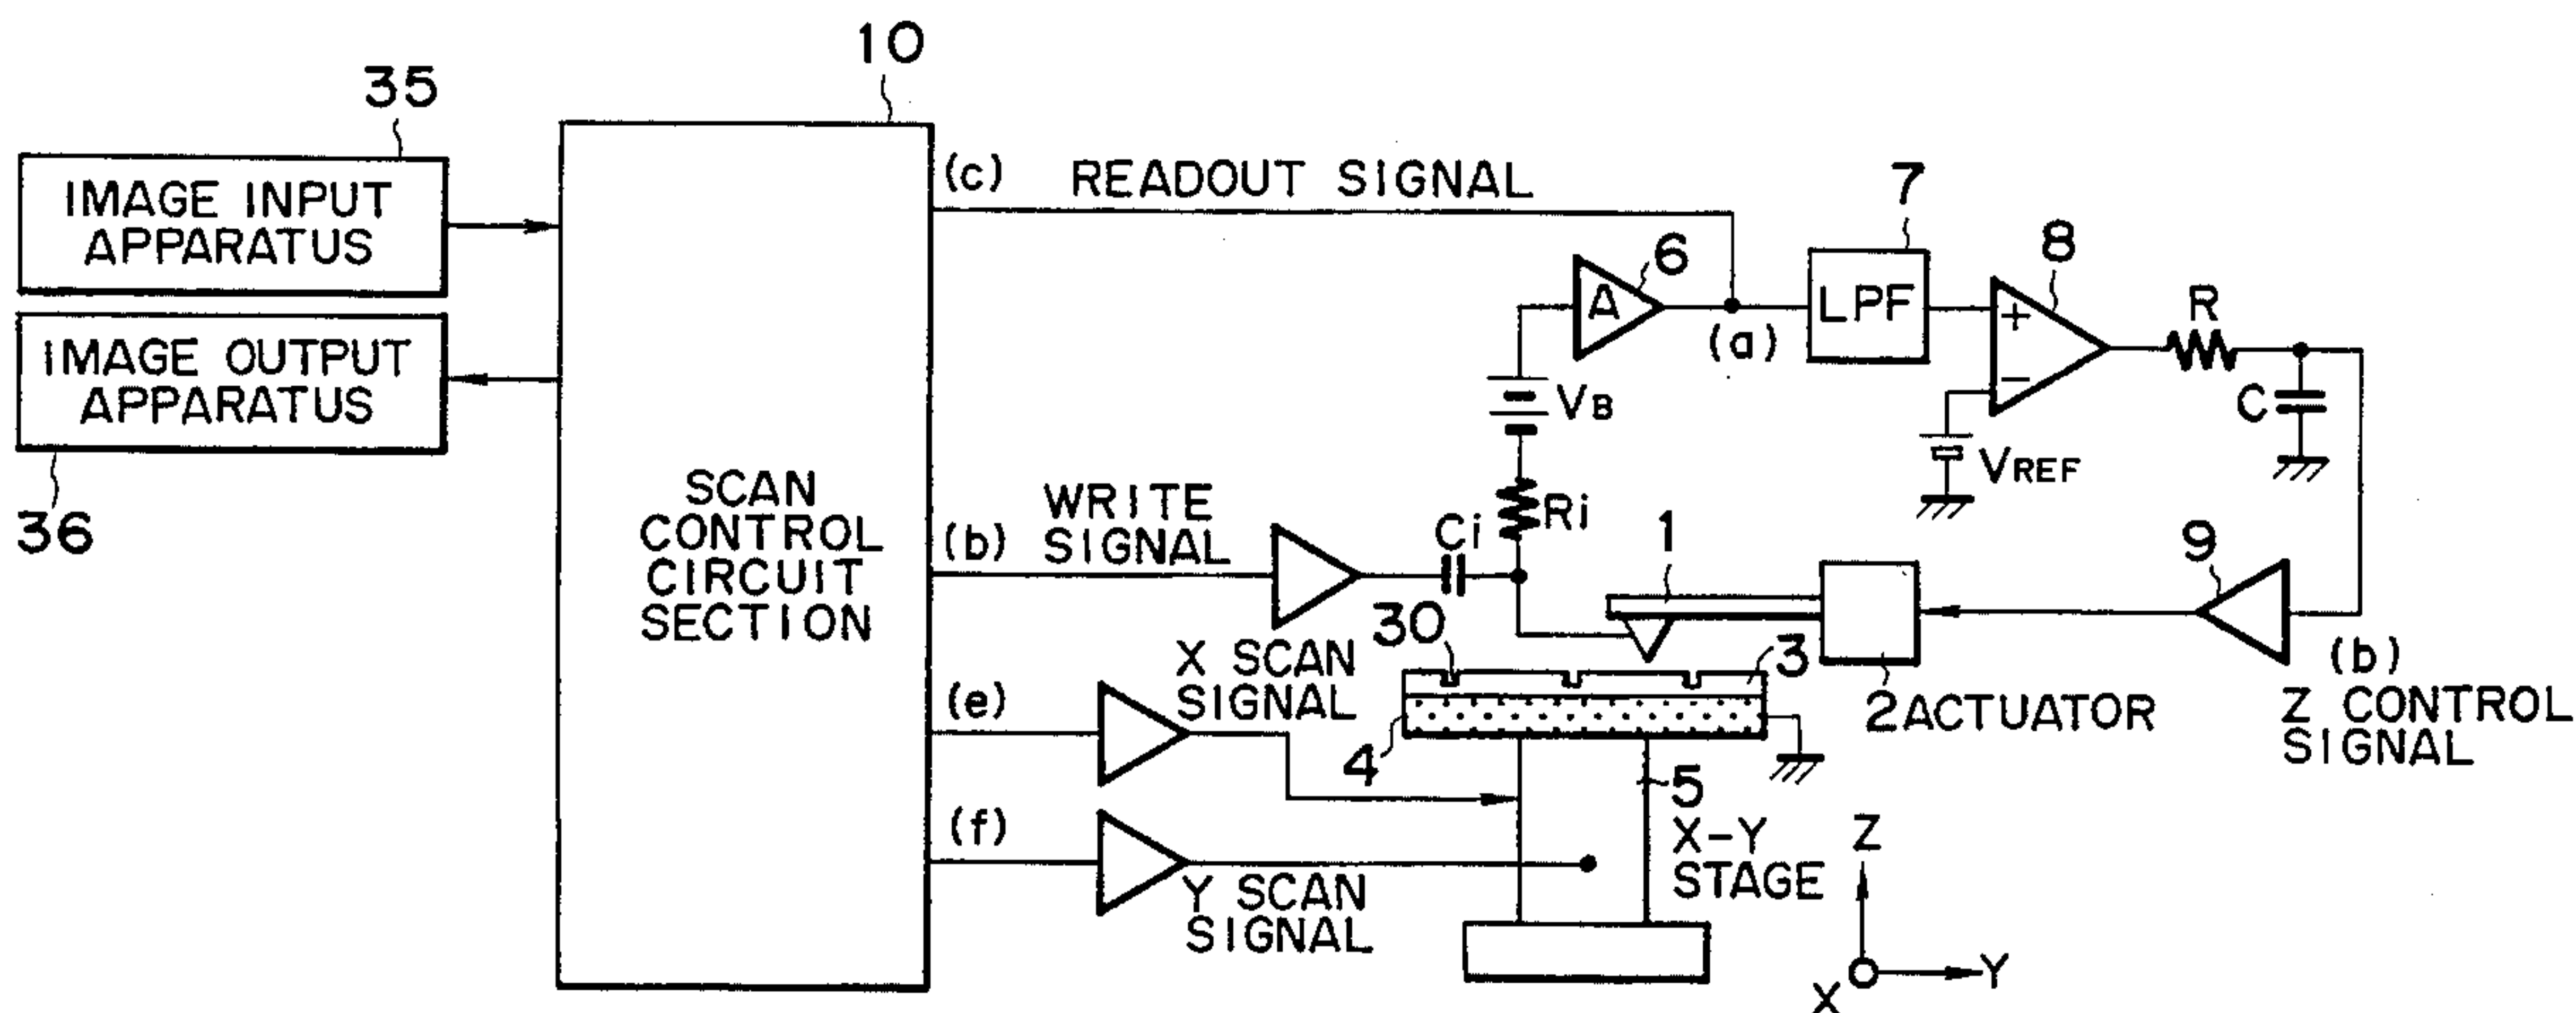 10
35
IMAGE INPUT
APPARATUS
IMAGE OUTPUT
APPARATUS
36
SCAN
CONTROL
CIRCUIT
SECTION
(c) READOUT SIGNAL
7
6
8
A
(a)
LPF
+
−
R
C
VB
VREF
Ri
(b) WRITE
SIGNAL
Ci
1
9
30
3
2 ACTUATOR
(b)
Z CONTROL
SIGNAL
(e)
X SCAN
SIGNAL
4
5
X-Y
STAGE
(f)
Y SCAN
SIGNAL
Z
Y
X